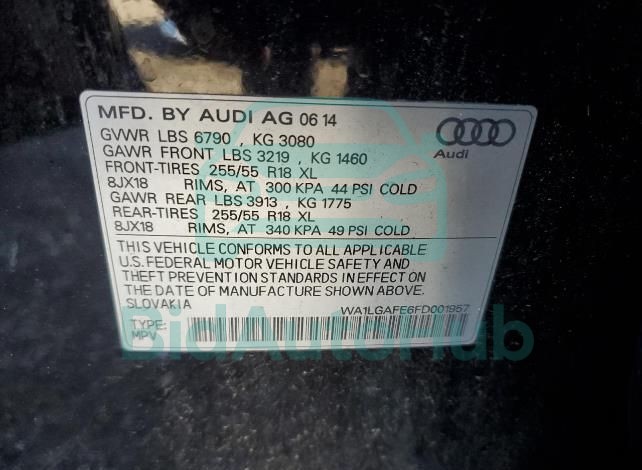 MFD. BY AUDI AG 06 14
GVWR LBS 6790 , KG 3080
GAWR FRONT LBS 3219 , KG 1460
FRONT-TIRES 255/55 R18 XL
8JX18 RIMS, AT 300 KPA 44 PSI COLD
GAWR REAR LBS 3913 , KG 1775
REAR-TIRES 255/55 R18 XL
8JX18 RIMS, AT 340 KPA 49 PSI COLD
THIS VEHICLE CONFORMS TO ALL APPLICABLE
U.S. FEDERAL MOTOR VEHICLE SAFETY AND
THEFT PREVENTION STANDARDS IN EFFECT ON
THE DATE OF MANUFACTURE SHOWN ABOVE
SLOVAKIA
WA1LGAFE6FD001957
TYPE:
MPV
Audi
BidAutoHub